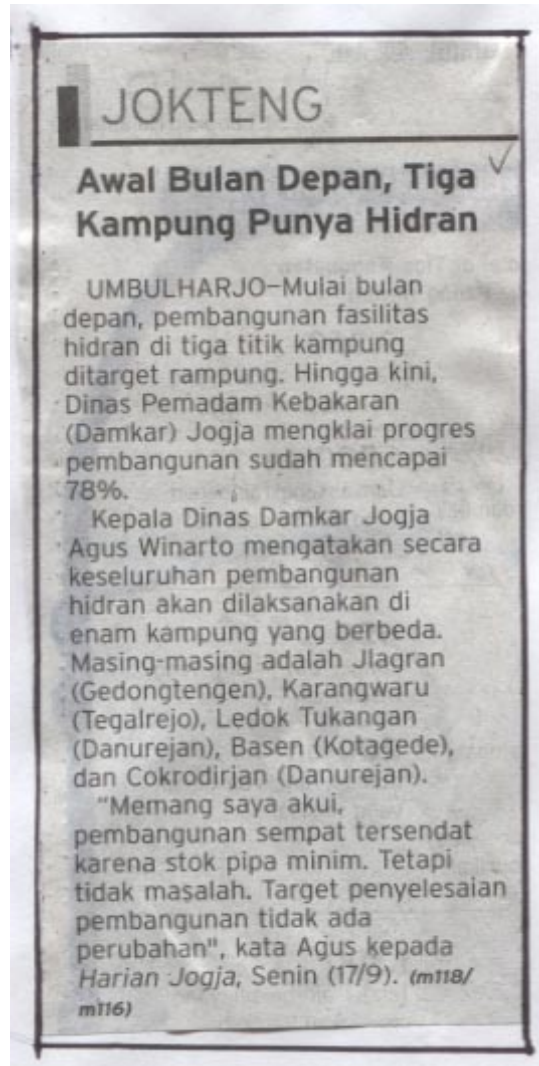 JOKTENG
Awal Bulan Depan, Tiga
Kampung Punya Hidran
UMBULHARJO–Mulai bulan
depan, pembangunan fasilitas
hidran di tiga titik kampung
ditarget rampung. Hingga kini,
Dinas Pemadam Kebakaran
(Damkar) Jogja mengklai progres
pembangunan sudah mencapai
78%.
Kepala Dinas Damkar Jogja
Agus Winarto mengatakan secara
keseluruhan pembangunan
hidran akan dilaksanakan di
enam kampung yang berbeda.
Masing-masing adalah Jlagran
(Gedongtengen), Karangwaru
(Tegalrejo), Ledok Tukangan
(Danurejan), Basen (Kotagede),
dan Cokrodirjan (Danurejan).
"Memang saya akui,
pembangunan sempat tersendat
karena stok pipa minim. Tetapi
tidak masalah. Target penyelesaian
pembangunan tidak ada
perubahan", kata Agus kepada
Harian Jogja, Senin (17/9). (m118/
m116)